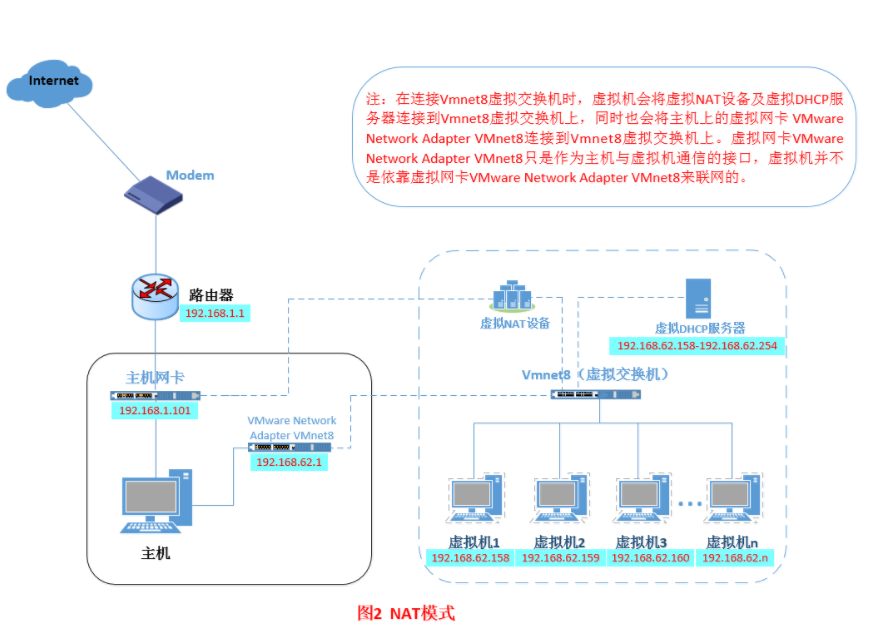 Internet
注：在连接Vmnet8虚拟交换机时，虚拟机会将虚拟NAT设备及虚拟DHCP服
务器连接到Vmnet8虚拟交换机上，同时也会将主机上的虚拟网卡 VMware
Network Adapter VMnet8连接到Vmnet8虚拟交换机上。虚拟网卡VMware
Network Adapter VMnet8只是作为主机与虚拟机通信的接口，虚拟机并不
是依靠虚拟网卡VMware Network Adapter VMnet8来联网的。
Modem
路由器
192.168.1.1
虚拟NAT设备
虚拟DHCP服务器
192.168.62.158-192.168.62.254
主机网卡
192.168.1.101
Vmnet8（虚拟交换机）
VMware Network
Adapter VMnet8
192.168.62.1
主机
虚拟机1
192.168.62.158
虚拟机2
192.168.62.159
虚拟机3
192.168.62.160
虚拟机n
192.168.62.n
图2 NAT模式